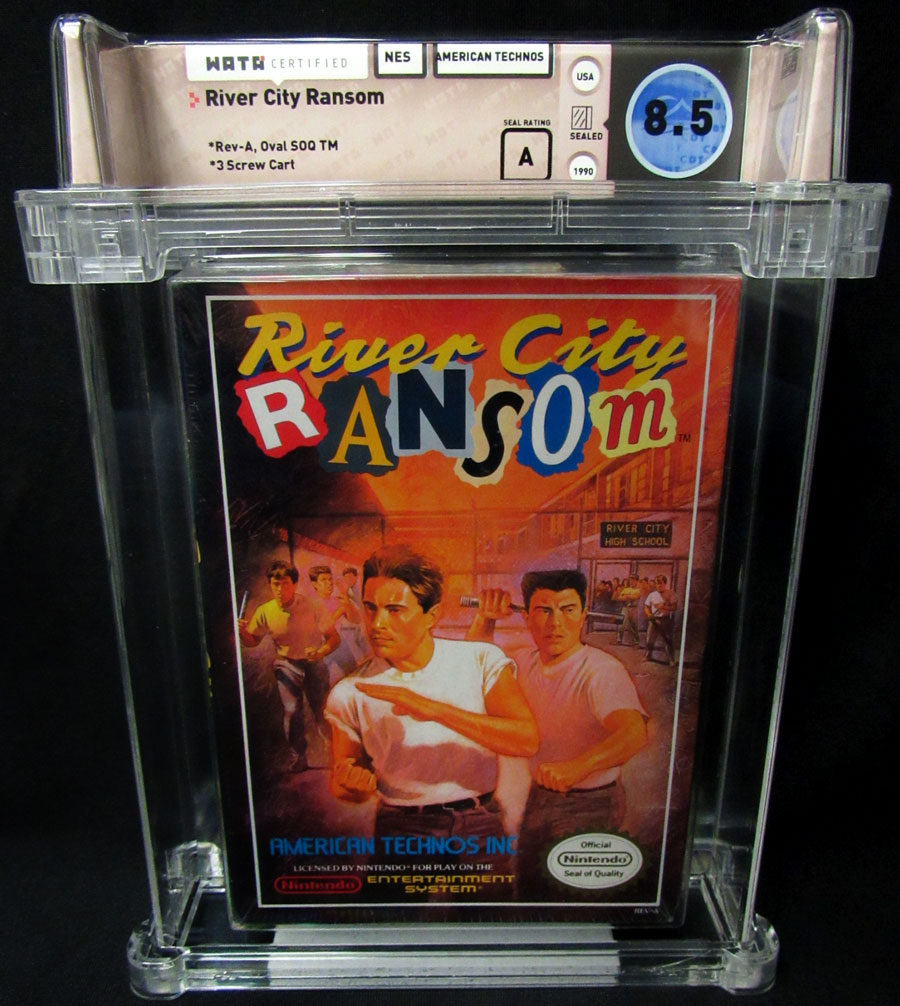 WATA CERTIFIED
NES
AMERICAN TECHNOS
River City Ransom
*Rev-A, Oval SOQ TM
*3 Screw Cart
SEAL RATING
A
USA
SEALED
1990
8.5
River City
RANSOm
TM
RIVER CITY
HIGH SCHOOL
AMERICAN TECHNOS INC.
LICENSED BY NINTENDO® FOR PLAY ON THE
Nintendo
ENTERTAINMENT
SYSTEM®
Official
Nintendo
Seal of Quality
REV-A